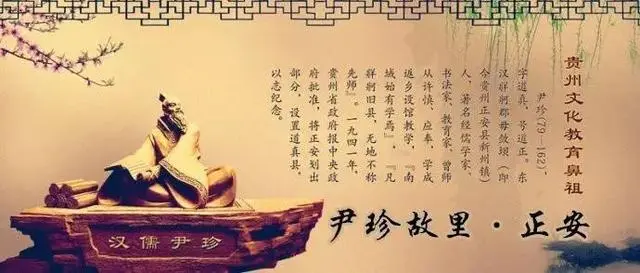 贵州文化教育鼻祖
尹珍(79—162),
字道真,号道正。东
汉牂牁郡毋敛坝(即
今贵州正安县新州镇)
人,著名经儒学家、
书法家、教育家,曾师
从许慎、应奉,学成
返乡设馆教学,『南
域始有学焉』,『凡
牂牁旧县,无地不称
先师』。一九四一年,
贵州省政府报中央政
府批准,将正安划出
部分,设置道真县,
以志纪念。
尹珍故里·正安
汉儒尹珍